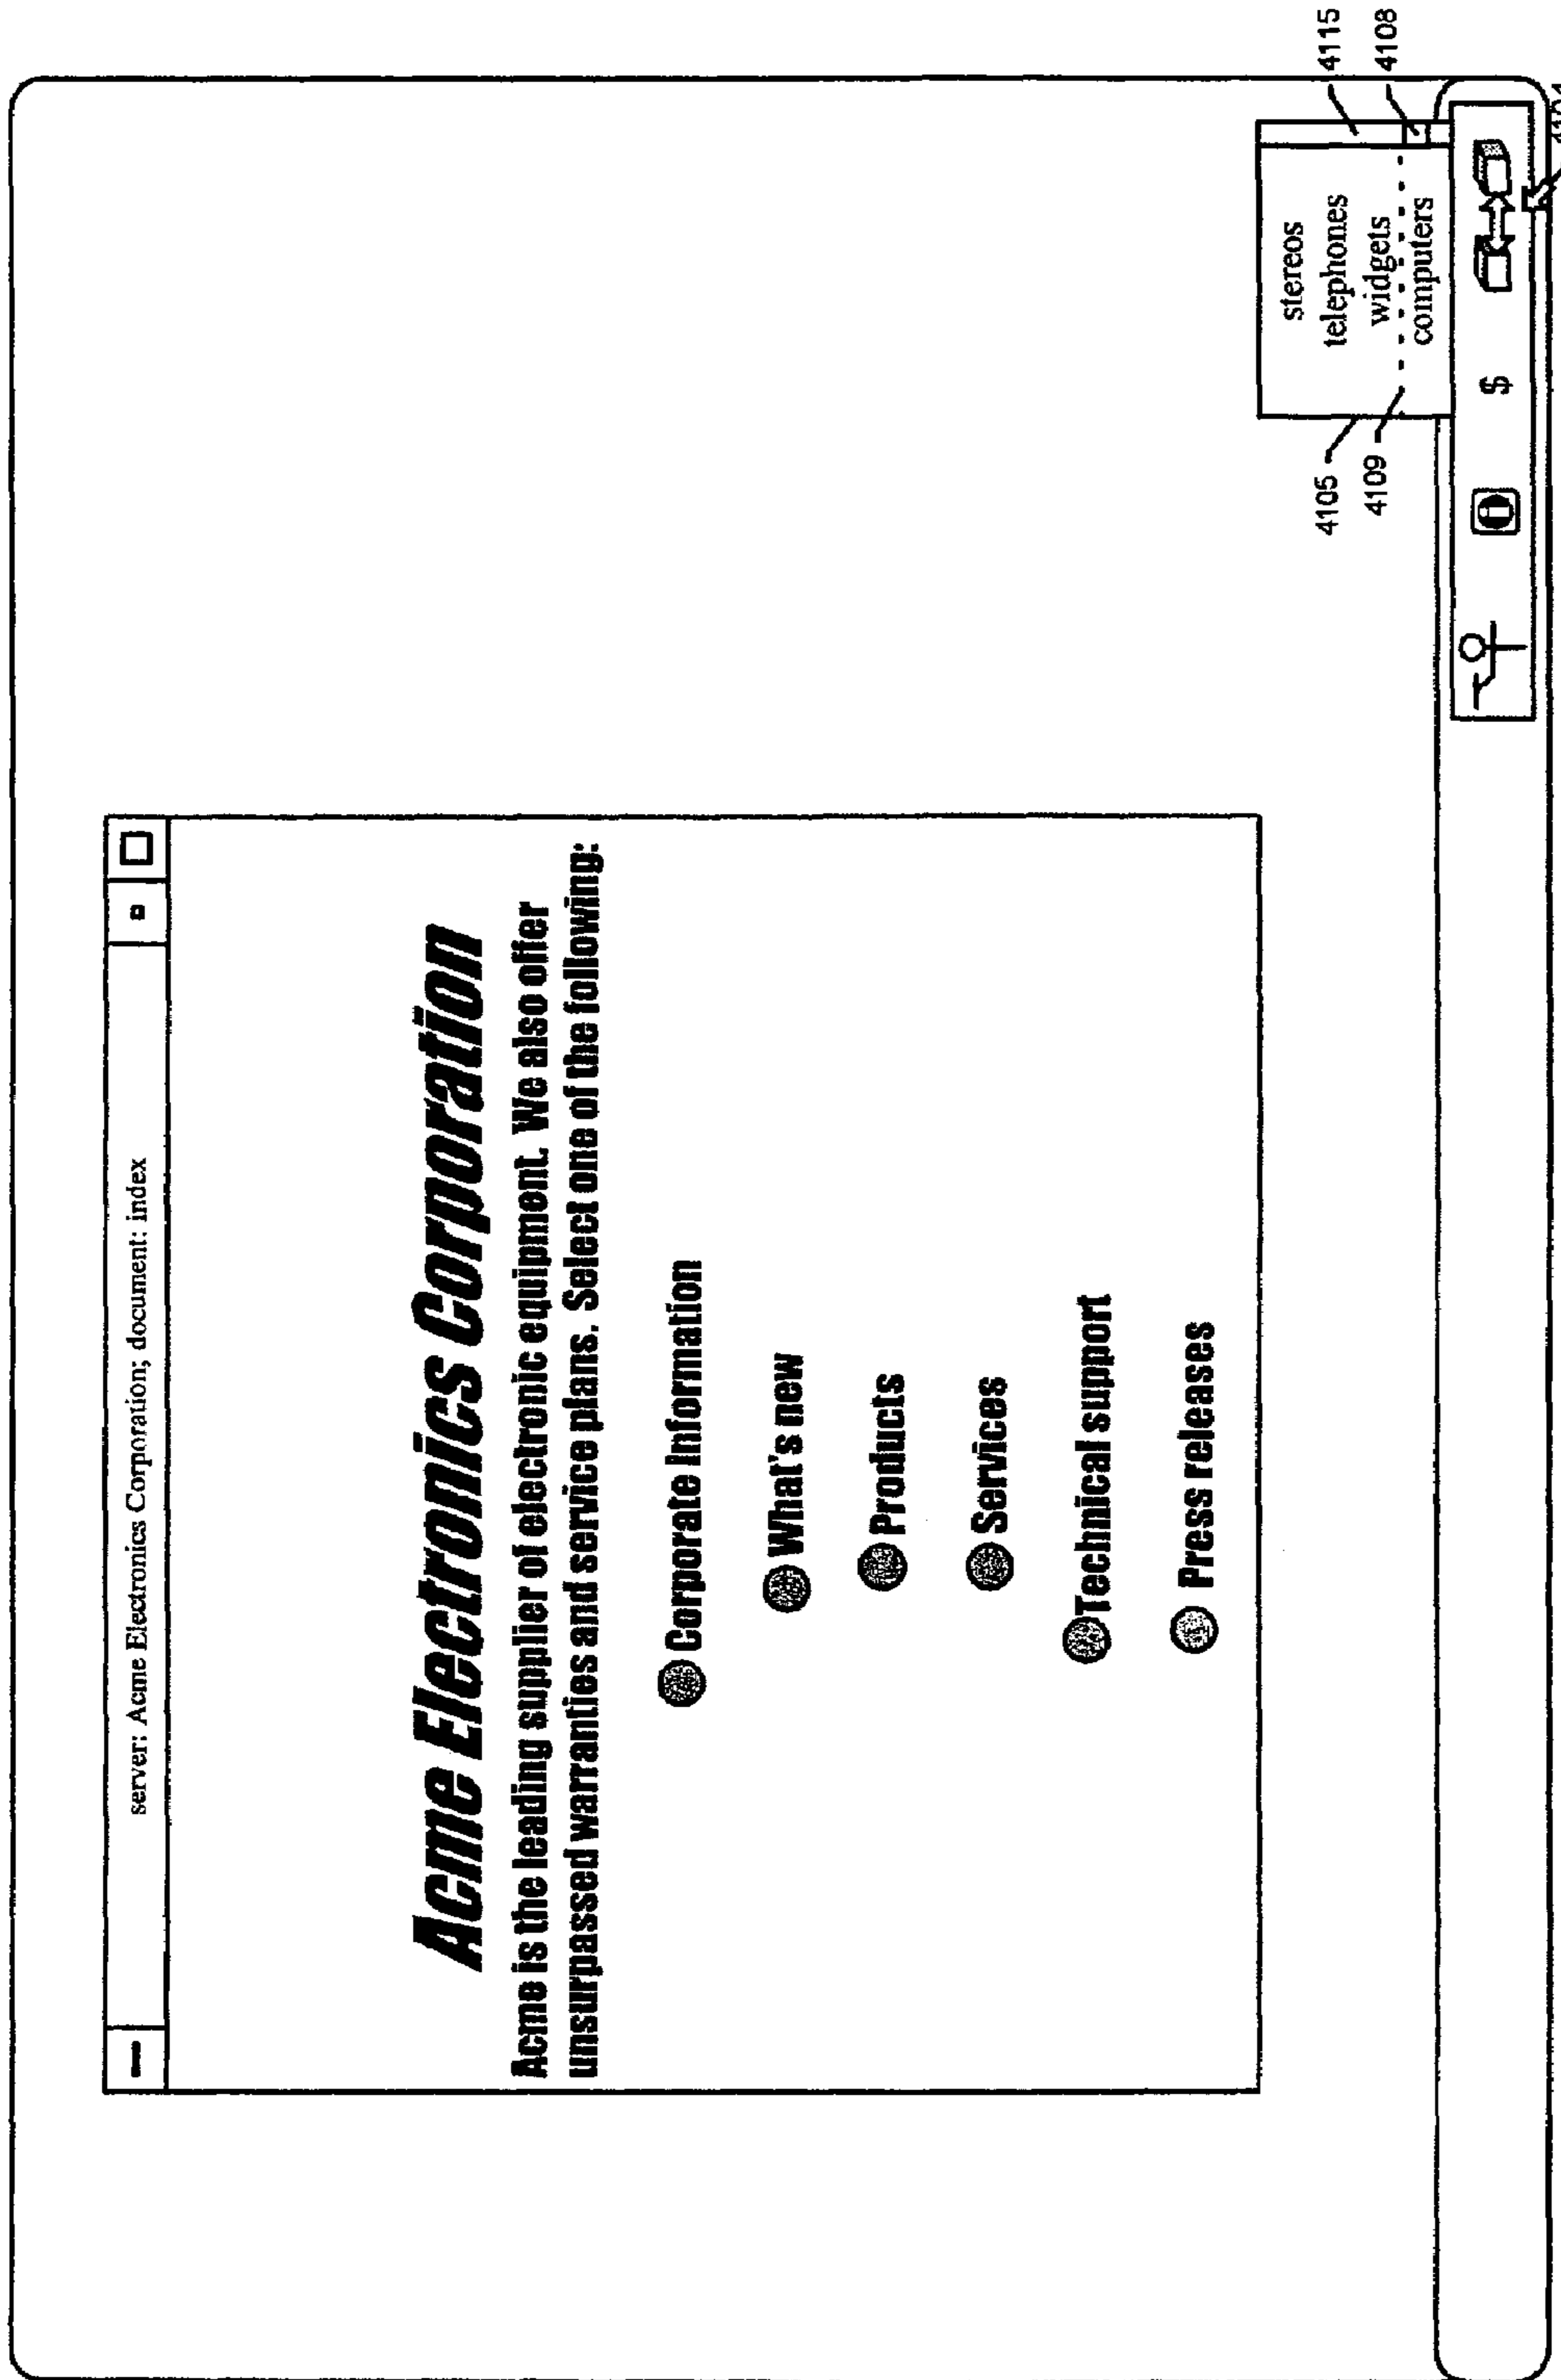 server: Acme Electronics Corporation; document: index
Acme Electronics Corporation
Acme is the leading supplier of electronic equipment. We also offer
unsurpassed warranties and service plans. Select one of the following:
Corporate Information
What's new
Products
Services
Technical support
Press releases
stereos
telephones
widgets
computers
4115
4108
4105
4109
$